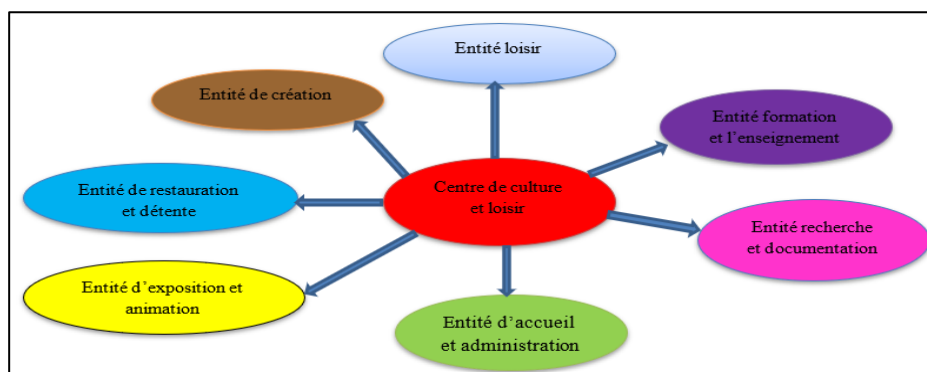 Entité loisir
Entité de création
Entité formation
et l’enseignement
Entité de restauration
et détente
Centre de culture
et loisir
Entité recherche
et documentation
Entité d’exposition et
animation
Entité d’accueil
et administration